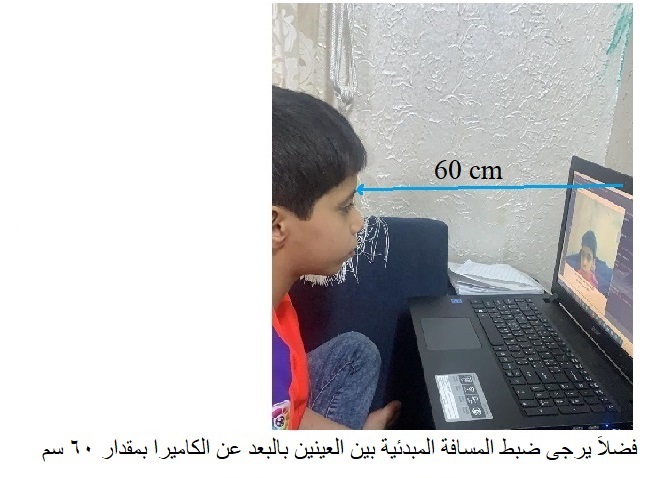 60 cm
فضلاَ يرجى ضبط المسافة المبدئية بين العينين بالبعد عن الكاميرا بمقدار ٦٠ سم